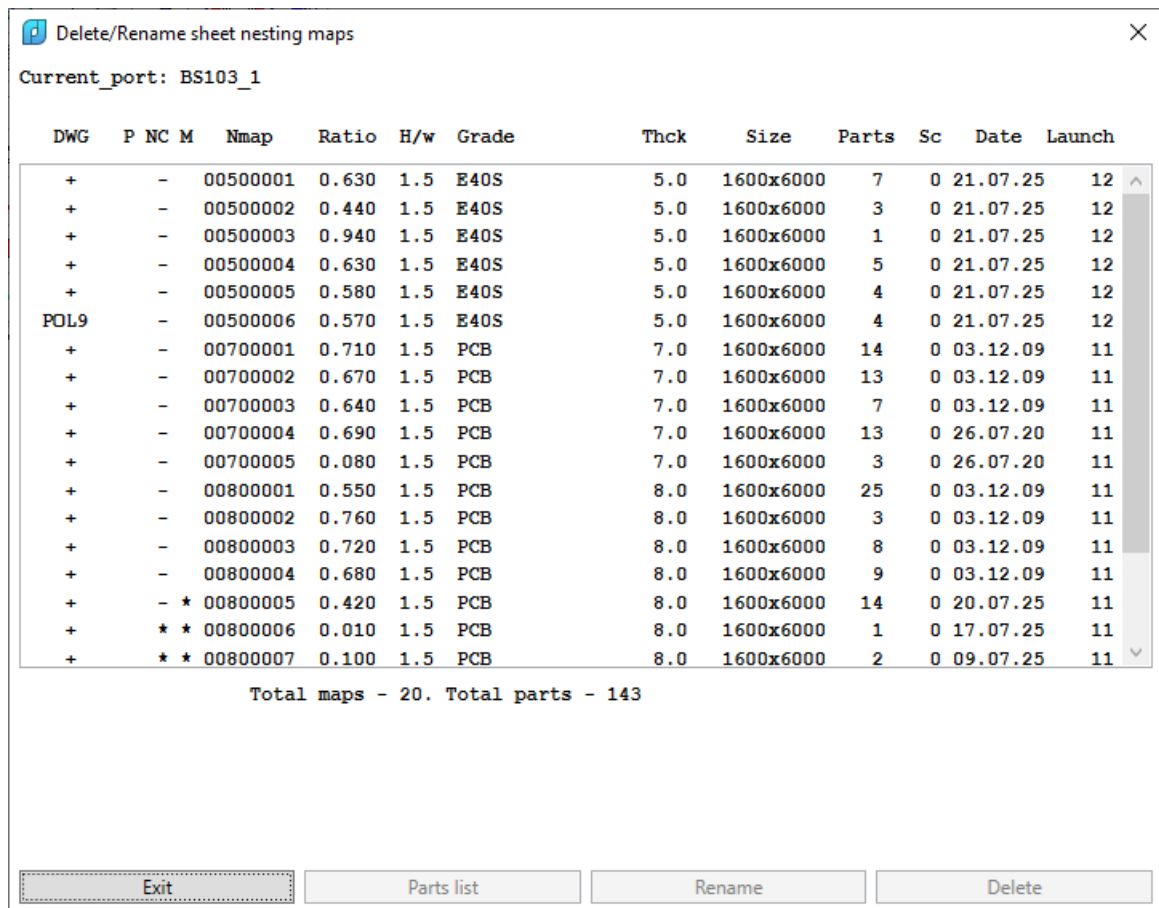 Delete/Rename sheet nesting maps
Current_port: BS103_1
DWG P NC M Nmap Ratio H/w Grade Thck Size Parts Sc Date Launch
+ - 00500001 0.630 1.5 E40S 5.0 1600x6000 7 0 21.07.25 12
+ - 00500002 0.440 1.5 E40S 5.0 1600x6000 3 0 21.07.25 12
+ - 00500003 0.940 1.5 E40S 5.0 1600x6000 1 0 21.07.25 12
+ - 00500004 0.630 1.5 E40S 5.0 1600x6000 5 0 21.07.25 12
+ - 00500005 0.580 1.5 E40S 5.0 1600x6000 4 0 21.07.25 12
POL9 - 00500006 0.570 1.5 E40S 5.0 1600x6000 4 0 21.07.25 12
+ - 00700001 0.710 1.5 PCB 7.0 1600x6000 14 0 03.12.09 11
+ - 00700002 0.670 1.5 PCB 7.0 1600x6000 13 0 03.12.09 11
+ - 00700003 0.640 1.5 PCB 7.0 1600x6000 7 0 03.12.09 11
+ - 00700004 0.690 1.5 PCB 7.0 1600x6000 13 0 26.07.20 11
+ - 00700005 0.080 1.5 PCB 7.0 1600x6000 3 0 26.07.20 11
+ - 00800001 0.550 1.5 PCB 8.0 1600x6000 25 0 03.12.09 11
+ - 00800002 0.760 1.5 PCB 8.0 1600x6000 3 0 03.12.09 11
+ - 00800003 0.720 1.5 PCB 8.0 1600x6000 8 0 03.12.09 11
+ - 00800004 0.680 1.5 PCB 8.0 1600x6000 9 0 03.12.09 11
+ - * 00800005 0.420 1.5 PCB 8.0 1600x6000 14 0 20.07.25 11
+ * * 00800006 0.010 1.5 PCB 8.0 1600x6000 1 0 17.07.25 11
+ * * 00800007 0.100 1.5 PCB 8.0 1600x6000 2 0 09.07.25 11
Total maps - 20. Total parts - 143
Exit Parts list Rename Delete